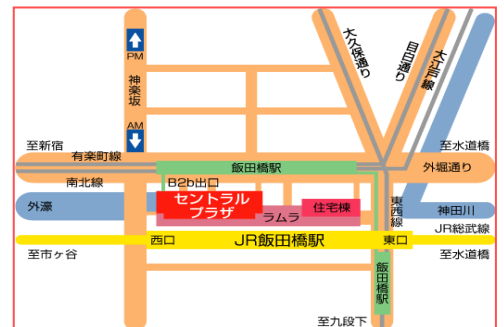 PM
神楽坂
AM
大久保通り
目白通り
大江戸線
至新宿
有楽町線
飯田橋駅
至水道橋
外堀通り
南北線
B2b出口
セントラル
プラザ
ラムラ
住宅棟
東西線
外濠
神田川
JR総武線
至市ヶ谷
西口
JR飯田橋駅
東口
至水道橋
飯田橋駅
至九段下